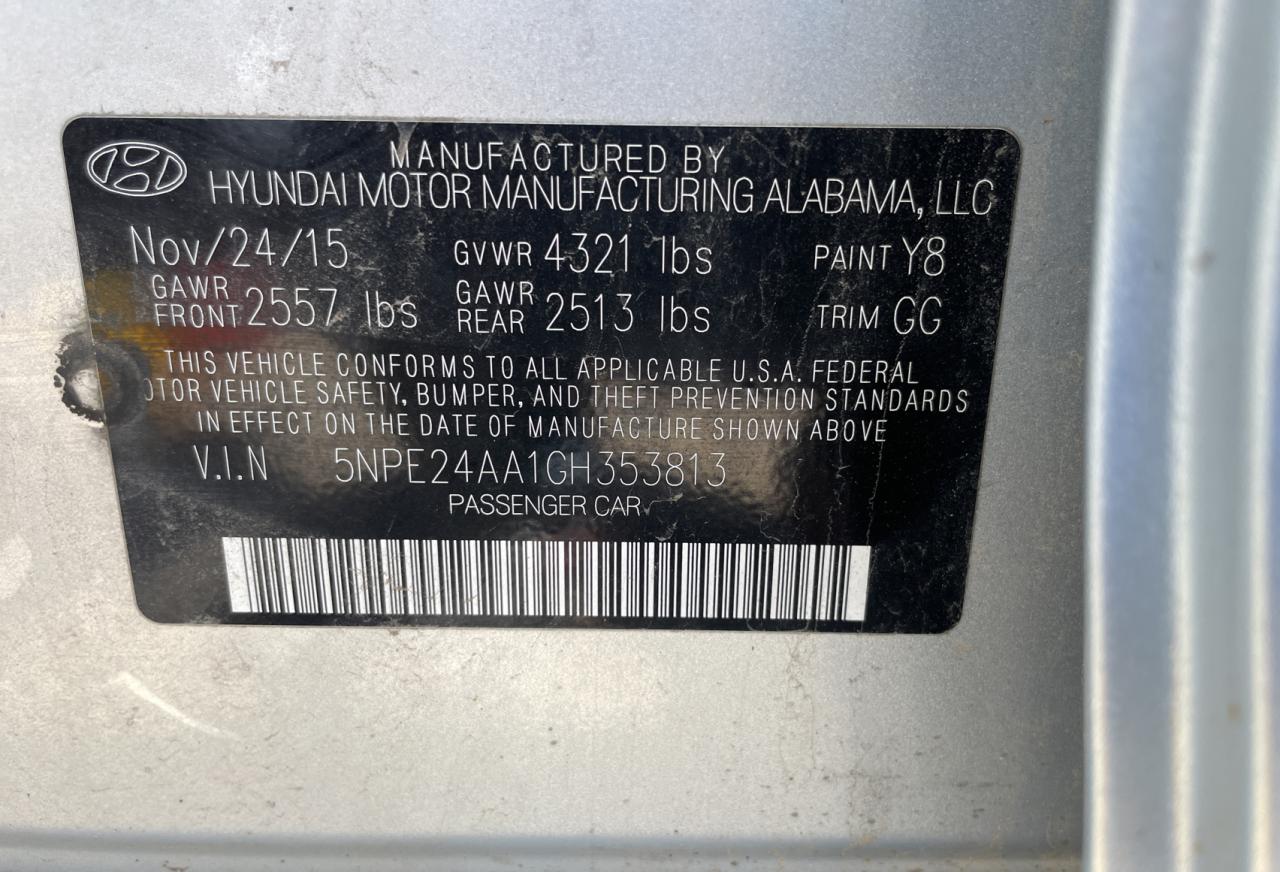 MANUFACTURED BY
HYUNDAI MOTOR MANUFACTURING ALABAMA, LLC
Nov/24/15 GVWR 4321 lbs PAINT Y8
GAWR FRONT 2557 lbs GAWR REAR 2513 lbs TRIM GG
THIS VEHICLE CONFORMS TO ALL APPLICABLE U.S.A. FEDERAL
OTOR VEHICLE SAFETY, BUMPER, AND THEFT PREVENTION STANDARDS
IN EFFECT ON THE DATE OF MANUFACTURE SHOWN ABOVE
V.I.N 5NPE24AA1GH353813
PASSENGER CAR